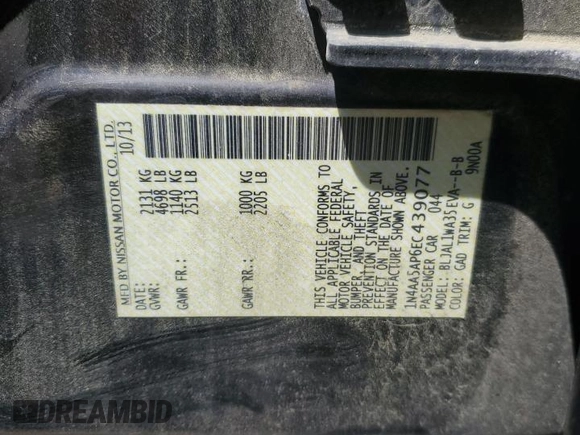 MFD BY NISSAN MOTOR CO., LTD. 10/13
GVWR: 2131 KG
4698 LB
GAWR FR: 1140 KG
2513 LB
GAWR RR: 1000 KG
2205 LB
THIS VEHICLE CONFORMS TO
ALL APPLICABLE FEDERAL
MOTOR VEHICLE SAFETY,
BUMPER, AND THEFT
PREVENTION STANDARDS IN
EFFECT ON THE DATE OF
MANUFACTURE SHOWN ABOVE.
1N4AA5AP6EC439077
PASSENGER CAR 044
MODEL: BLJALLWA35EVA--B-B
COLOR: GAD TRIM: G 9N00A
DREAMBID